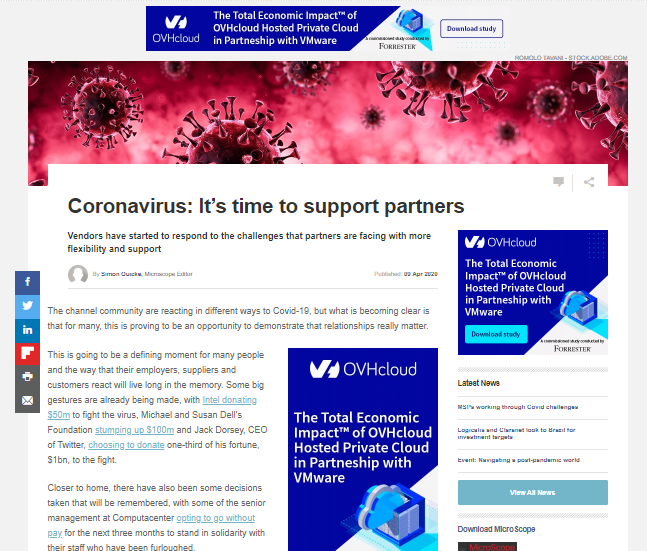 OVHcloud
The Total Economic Impact™ of
OVHcloud Hosted Private Cloud
in Partneship with VMware
A commissioned study conducted by
FORRESTER
Download study
ROMOLO TAVANI - STOCK.ADOBE.COM
Coronavirus: It's time to support partners
Vendors have started to respond to the challenges that partners are facing with more
flexibility and support
By Simon Quicke, Microscope Editor
Published: 09 Apr 2020
The channel community are reacting in different ways to Covid-19, but what is becoming clear is
that for many, this is proving to be an opportunity to demonstrate that relationships really matter.
This is going to be a defining moment for many people
and the way that their employers, suppliers and
customers react will live long in the memory. Some big
gestures are already being made, with Intel donating
$50m to fight the virus, Michael and Susan Dell's
Foundation stumping up $100m and Jack Dorsey, CEO
of Twitter, choosing to donate one-third of his fortune,
$1bn, to the fight.
Closer to home, there have also been some decisions
taken that will be remembered, with some of the senior
management at Computacenter opting to go without
pay for the next three months to stand in solidarity with
their staff who have been furloughed.
OVHcloud
The Total Economic
Impact™ of OVHcloud
Hosted Private Cloud
in Partneship with
VMware
OVHcloud
The Total Economic
Impact™ of OVHcloud
Hosted Private Cloud
in Partneship with
VMware
Download study
A commissioned study conducted by
FORRESTER
Latest News
MSPs working through Covid challenges
Logicalis and Claranet look to Brazil for
investment targets
Event: Navigating a post-pandemic world
View All News
Download MicroScope
MicroScope